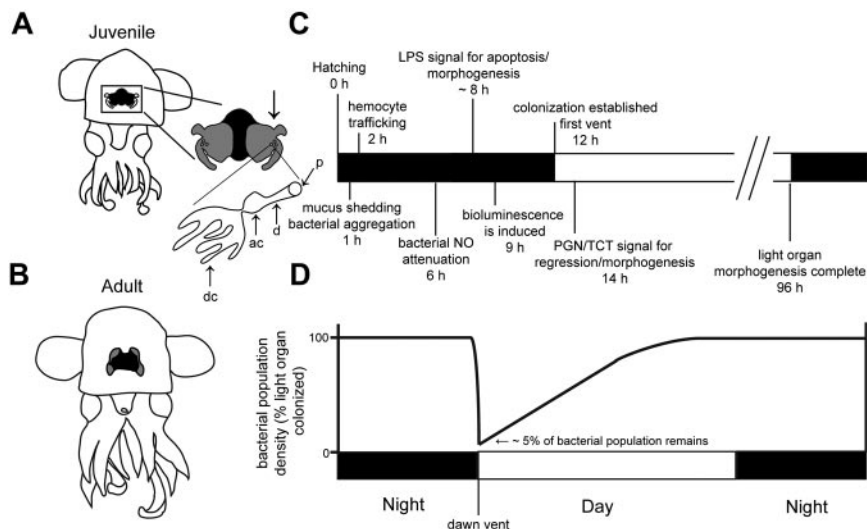 A
Juvenile
p
d
ac
dc
B
Adult
C
LPS signal for apoptosis/
morphogenesis
~ 8 h
Hatching
0 h
hemocyte
trafficking
2 h
colonization established
first vent
12 h
mucus shedding
bacterial aggregation
1 h
bacterial NO
attenuation
6 h
bioluminescence
is induced
9 h
PGN/TCT signal for
regression/morphogenesis
14 h
light organ
morphogenesis complete
96 h
D
bacterial population
density (% light organ
colonized)
100
0
← ~ 5% of bacterial population remains
Night
Day
Night
dawn vent